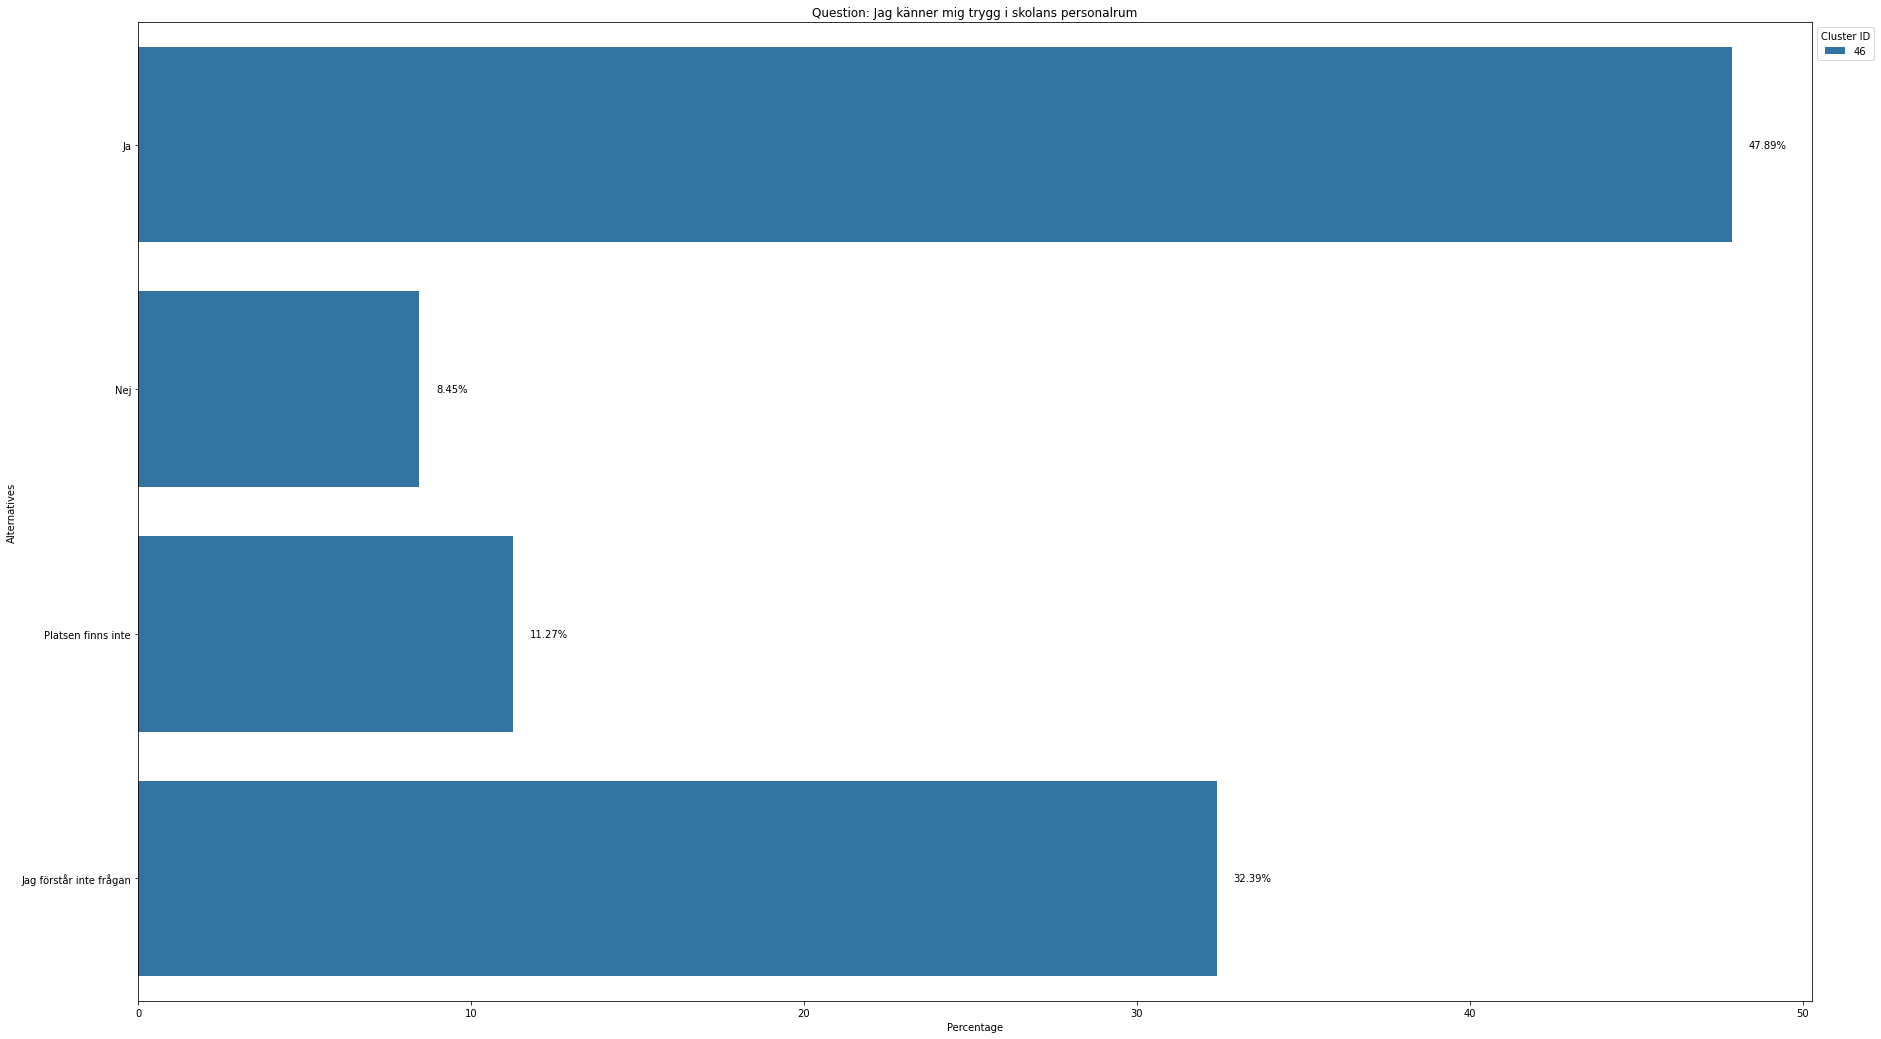 Question: Jag känner mig trygg i skolans personalrum
Cluster ID
46
Ja
47.89%
Nej
8.45%
Alternatives
Platsen finns inte
11.27%
Jag förstår inte frågan
32.39%
0 10 20 30 40 50
Percentage